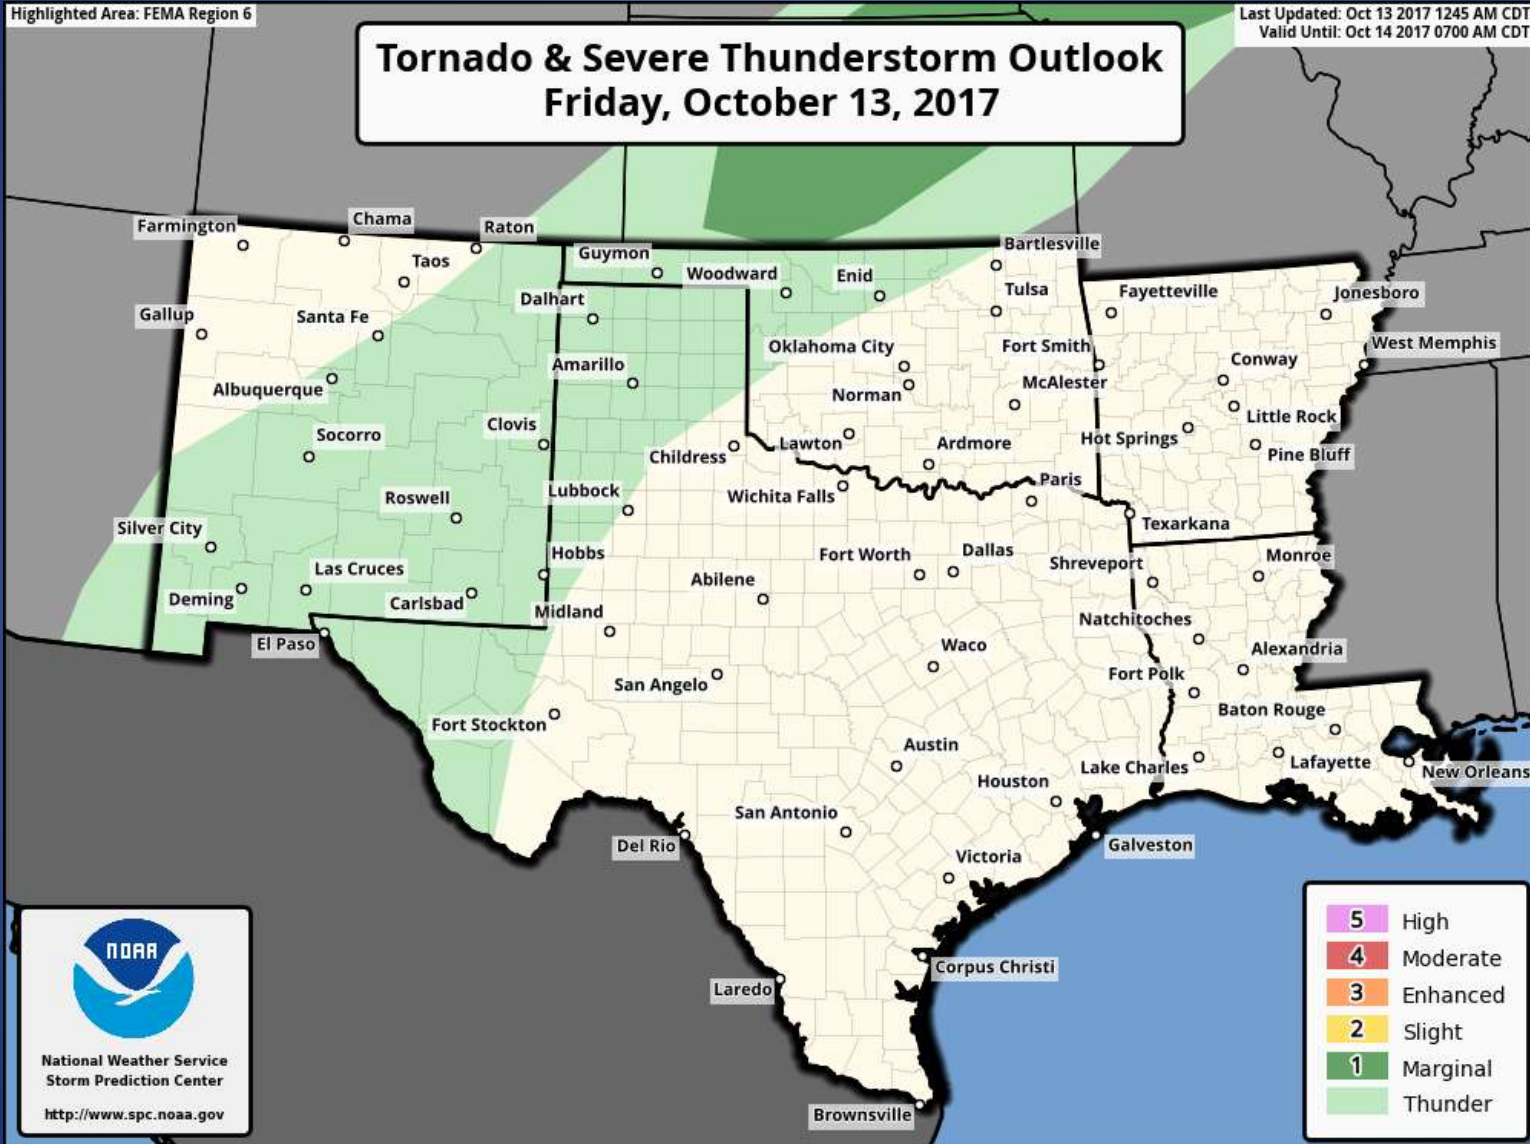 Highlighted Area: FEMA Region 6
Last Updated: Oct 13 2017 1245 AM CDT
Valid Until: Oct 14 2017 0700 AM CDT
Tornado & Severe Thunderstorm Outlook
Friday, October 13, 2017
Farmington
Chama
Raton
Taos
Guymon
Woodward
Enid
Bartlesville
Dalhart
Tulsa
Fayetteville
Jonesboro
Gallup
Santa Fe
Oklahoma City
Fort Smith
West Memphis
Amarillo
Conway
Albuquerque
Norman
McAlester
Little Rock
Clovis
Socorro
Lawton
Ardmore
Hot Springs
Pine Bluff
Childress
Roswell
Lubbock
Wichita Falls
Paris
Silver City
Texarkana
Hobbs
Fort Worth
Dallas
Shreveport
Monroe
Las Cruces
Abilene
Deming
Carlsbad
Midland
Natchitoches
El Paso
Waco
Alexandria
San Angelo
Fort Polk
Fort Stockton
Baton Rouge
Austin
Lake Charles
Lafayette
New Orleans
Houston
San Antonio
Del Rio
Galveston
Victoria
Corpus Christi
Laredo
Brownsville
NOAA
National Weather Service
Storm Prediction Center
http://www.spc.noaa.gov
5 High
4 Moderate
3 Enhanced
2 Slight
1 Marginal
Thunder